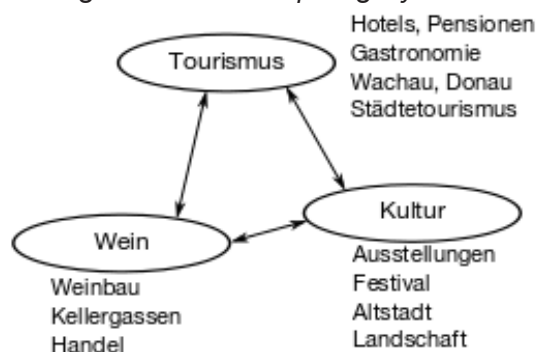 Hotels, Pensionen
Gastronomie
Wachau, Donau
Städtetourismus
Tourismus
Kultur
Ausstellungen
Festival
Altstadt
Landschaft
Wein
Weinbau
Kellergassen
Handel